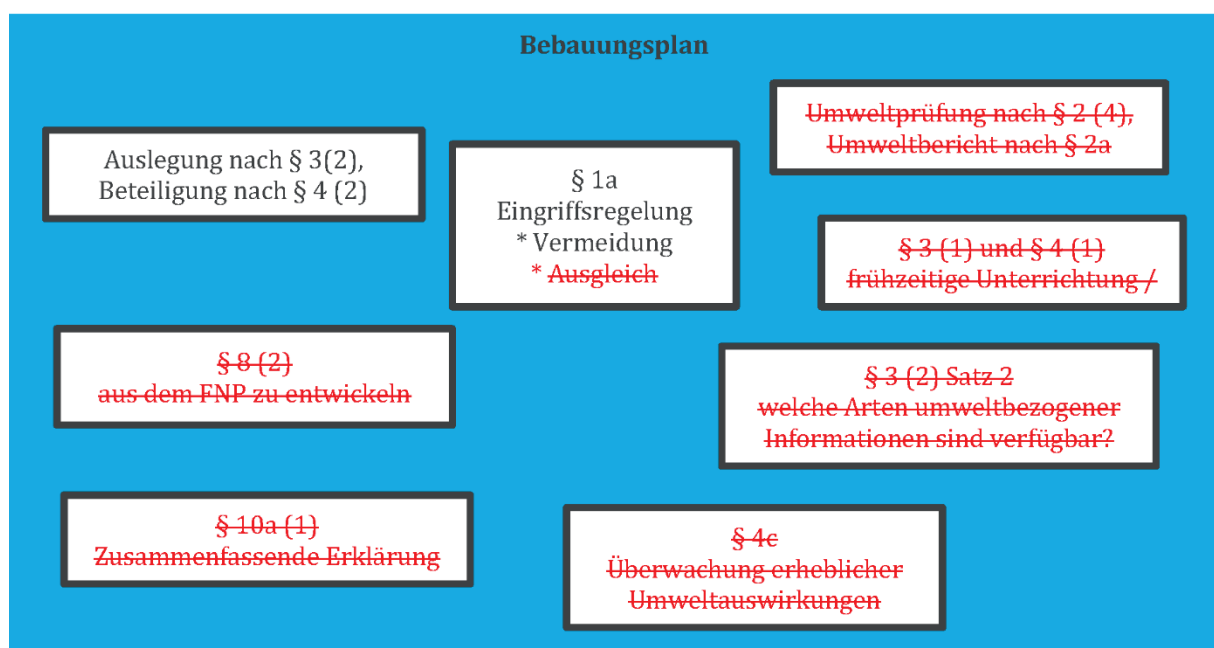 Bebauungsplan
Umweltprüfung nach § 2 (4),
Umweltbericht nach § 2a
Auslegung nach § 3(2),
Beteiligung nach § 4 (2)
§ 1a
Eingriffsregelung
* Vermeidung
* Ausgleich
§ 3 (1) und § 4 (1)
frühzeitige Unterrichtung /
§ 8 (2)
aus dem FNP zu entwickeln
§ 3 (2) Satz 2
welche Arten umweltbezogener
Informationen sind verfügbar?
§ 10a (1)
Zusammenfassende Erklärung
§ 4c
Überwachung erheblicher
Umweltauswirkungen